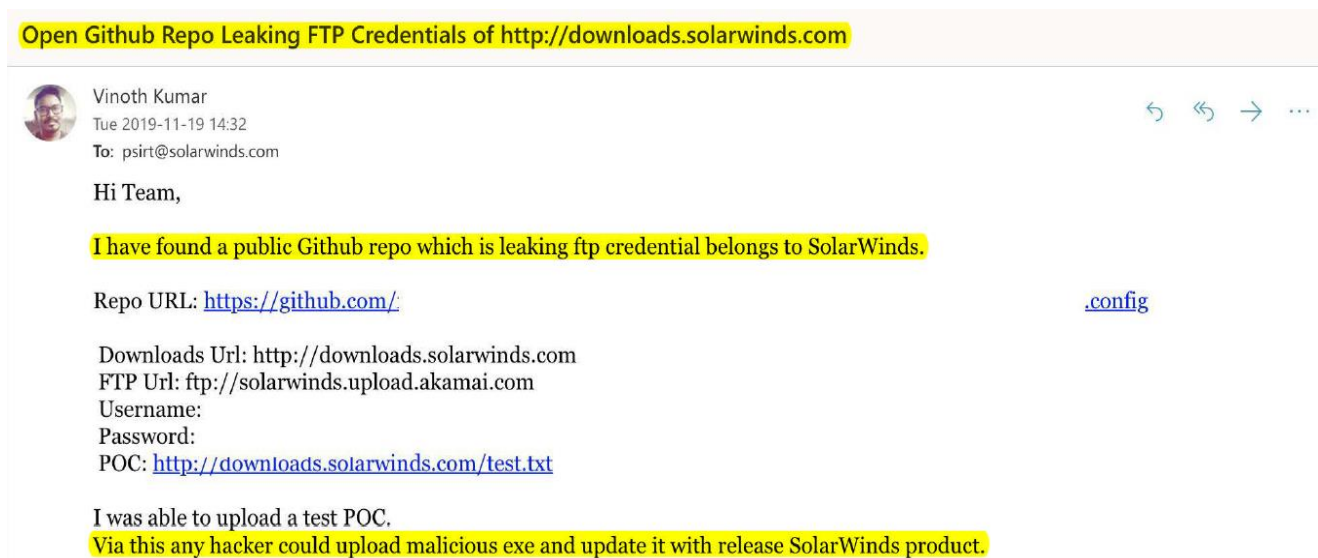 Open Github Repo Leaking FTP Credentials of http://downloads.solarwinds.com
Vinoth Kumar
Tue 2019-11-19 14:32
To: psirt@solarwinds.com
Hi Team,
I have found a public Github repo which is leaking ftp credential belongs to SolarWinds.
Repo URL: https://github.com/ .config
Downloads Url: http://downloads.solarwinds.com
FTP Url: ftp://solarwinds.upload.akamai.com
Username:
Password:
POC: http://downloads.solarwinds.com/test.txt
I was able to upload a test POC.
Via this any hacker could upload malicious exe and update it with release SolarWinds product.